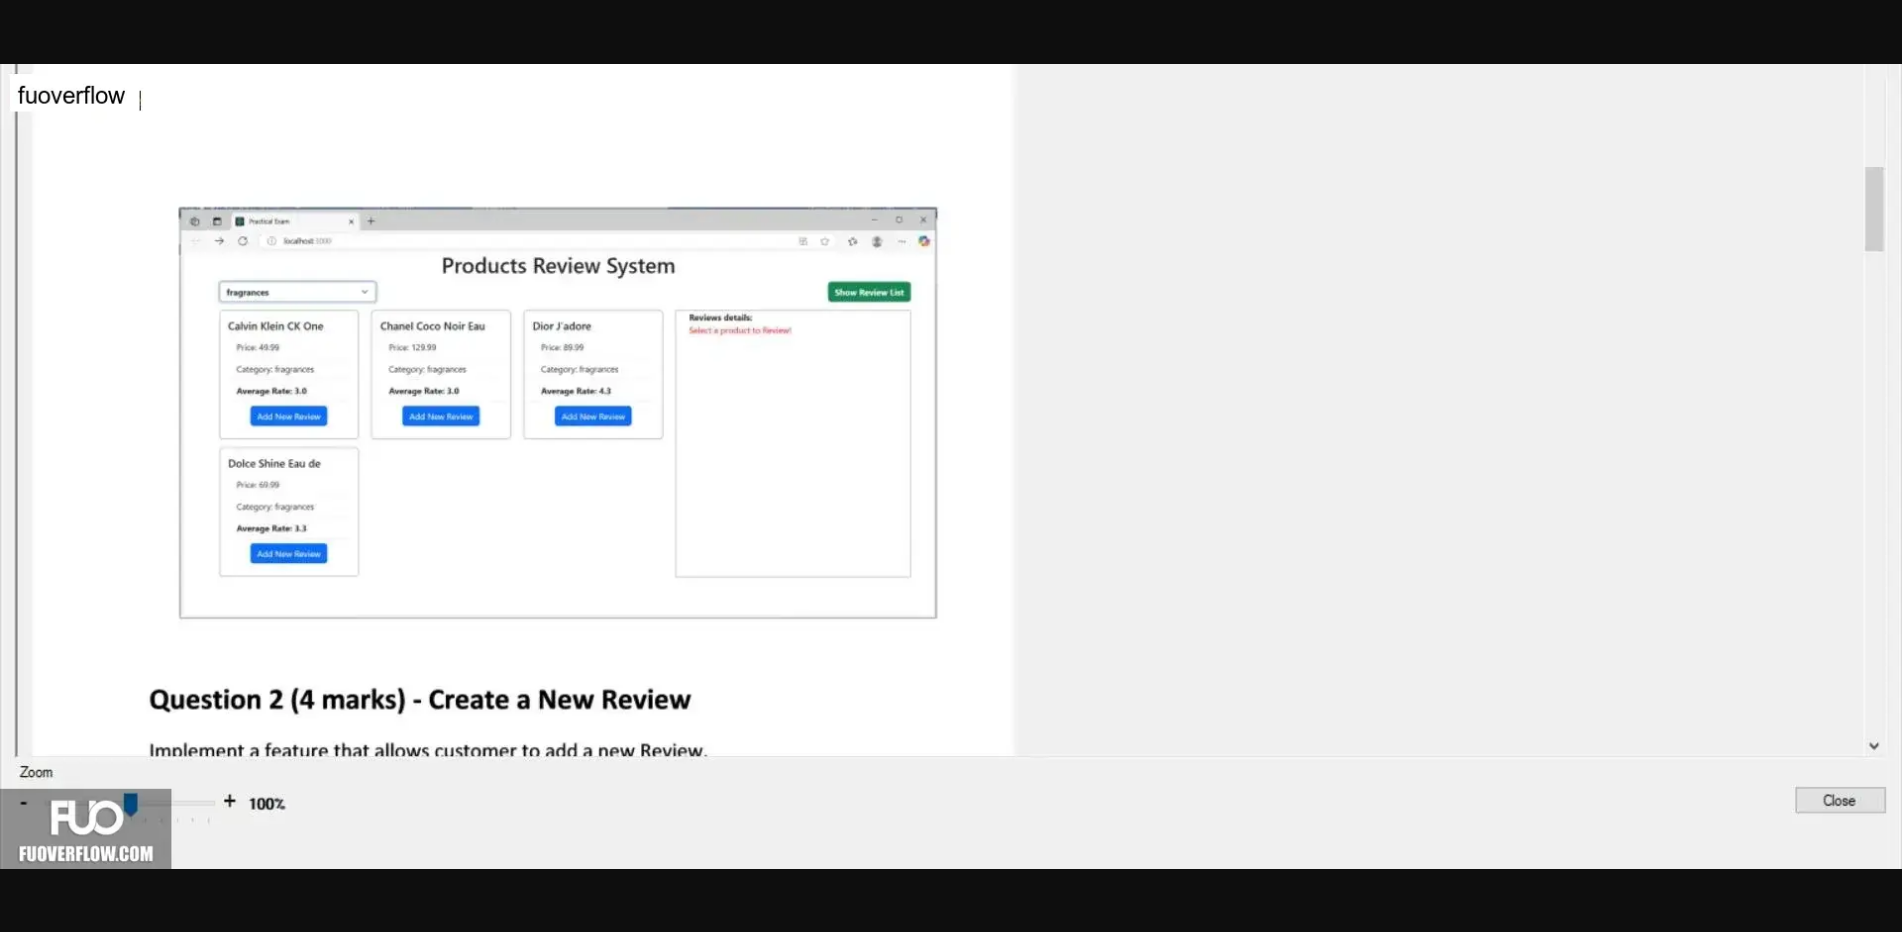 fuoverflow
Practical Exam
localhost:3000
Products Review System
fragrances
Show Review List
Calvin Klein CK One
Price: 49.99
Category: fragrances
Average Rate: 3.0
Add New Review
Chanel Coco Noir Eau
Price: 129.99
Category: fragrances
Average Rate: 3.0
Add New Review
Dior J'adore
Price: 89.99
Category: fragrances
Average Rate: 4.3
Add New Review
Reviews details:
Select a product to Review!
Dolce Shine Eau de
Price: 69.99
Category: fragrances
Average Rate: 3.3
Add New Review
Question 2 (4 marks) - Create a New Review
Implement a feature that allows customer to add a new Review.
Zoom
- + 100%
Close
FUO
FUOVERFLOW.COM